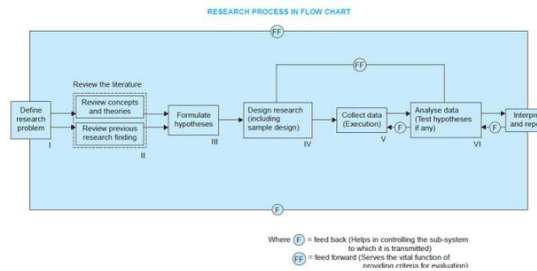 RESEARCH PROCESS IN FLOW CHART
FF
Review the literature
FF
Define
research
problem
I
Review concepts
and theories
Review previous
research finding
II
Formulate
hypotheses
III
Design research
(including
sample design)
IV
Collect data
(Execution)
V
F
Analyse data
(Test hypotheses
if any)
VI
F
Interpre
and repo
F
Where F = feed back (Helps in controlling the sub-system
to which it is transmitted)
FF = feed forward (Serves the vital function of
providing criteria for evaluation)